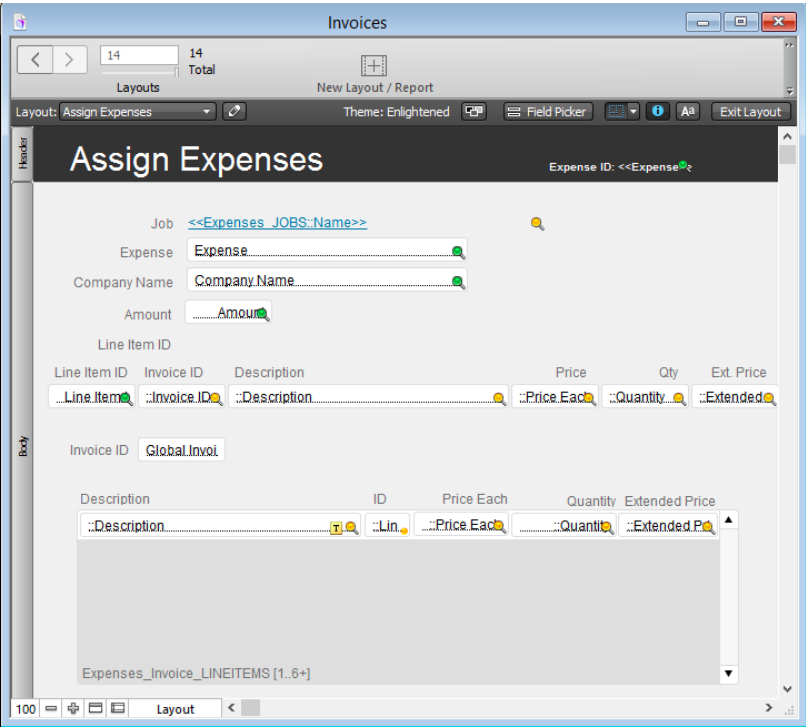 Invoices
14
14
Total
Layouts
New Layout / Report
Layout: Assign Expenses
Theme: Enlightened
Field Picker
Aa
Exit Layout
Header
Assign Expenses
Expense ID: <<Expense
Job <<Expenses_JOBS::Name>>
Expense Expense
Company Name Company Name
Amount Amount
Line Item ID
Line Item ID Invoice ID Description Price Qty Ext. Price
Line Item ::Invoice ID ::Description ::Price Each ::Quantity ::Extended
Body
Invoice ID Global Invoi
Description ID Price Each Quantity Extended Price
::Description T ::Lin ::Price Each ::Quantity ::Extended Pr
Expenses_Invoice_LINEITEMS [1..6+]
100 Layout